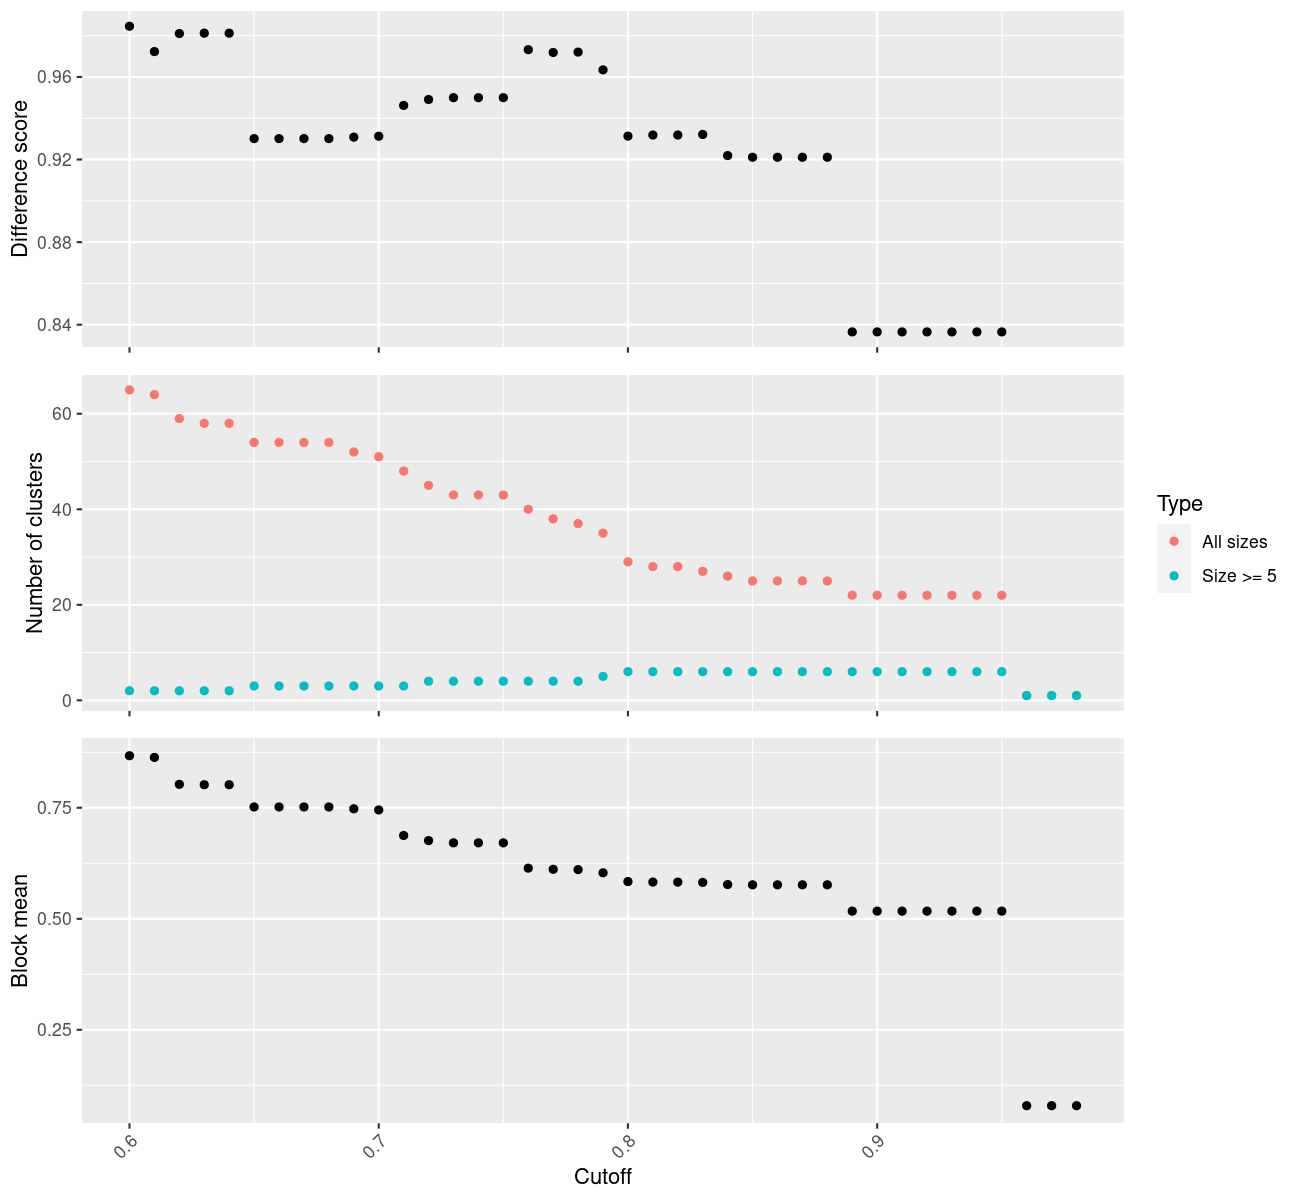 Difference score
0.96
0.92
0.88
0.84
Number of clusters
60
40
20
0
Type
All sizes
Size >= 5
Block mean
0.75
0.50
0.25
0.6
0.7
0.8
0.9
Cutoff